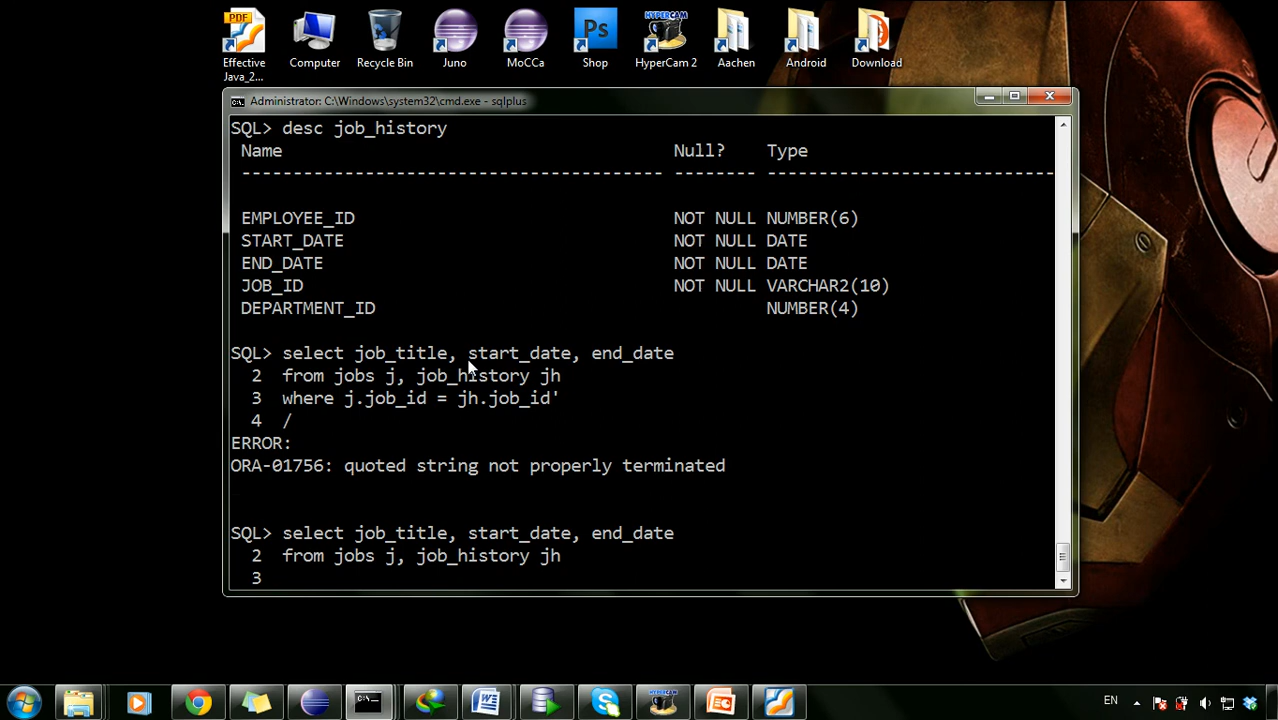 PDF
Effective
Java_2...
Computer
Recycle Bin
Juno
MoCCa
Ps
Shop
HYPERCAM
HyperCam 2
Aachen
Android
Download
Administrator: C:\Windows\system32\cmd.exe - sqlplus
SQL> desc job_history
Name Null? Type
----------------------------------------- -------- ----------------------------
EMPLOYEE_ID NOT NULL NUMBER(6)
START_DATE NOT NULL DATE
END_DATE NOT NULL DATE
JOB_ID NOT NULL VARCHAR2(10)
DEPARTMENT_ID NUMBER(4)
SQL> select job_title, start_date, end_date
2 from jobs j, job_history jh
3 where j.job_id = jh.job_id'
4 /
ERROR:
ORA-01756: quoted string not properly terminated
SQL> select job_title, start_date, end_date
2 from jobs j, job_history jh
3
EN